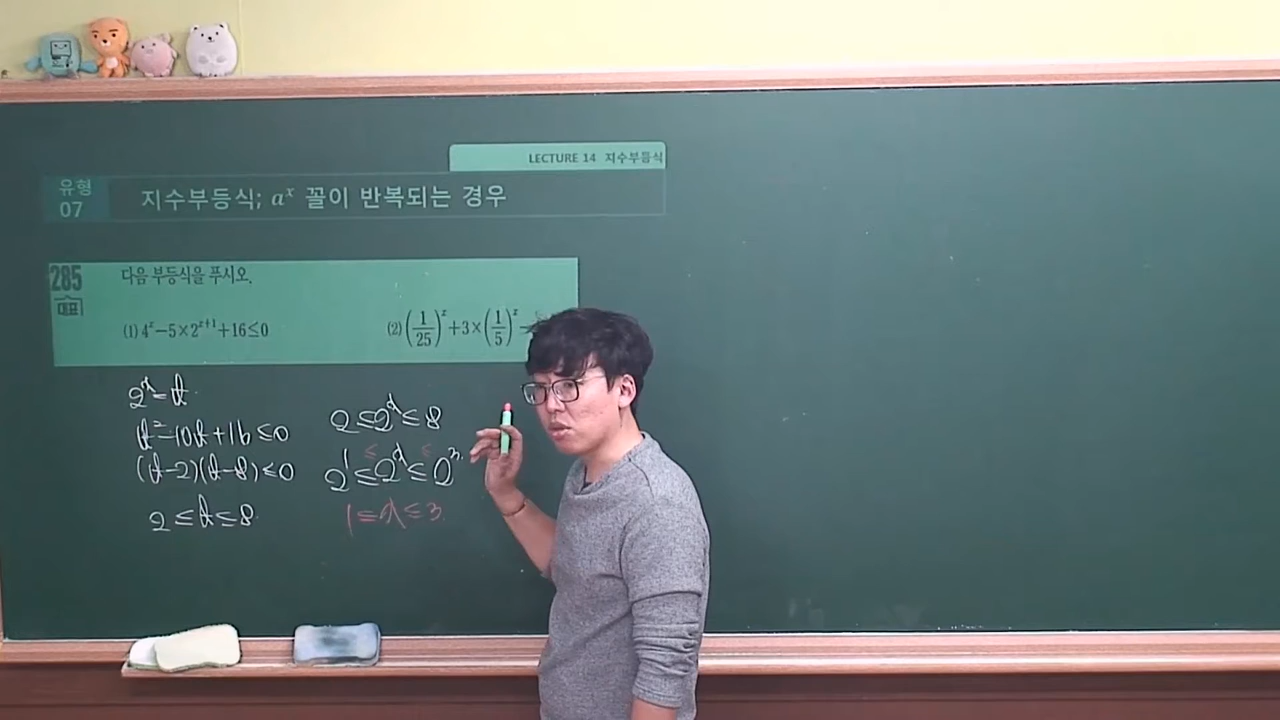 LECTURE 14 지수부등식
유형
07
지수부등식; aˣ 꼴이 반복되는 경우
285
대표
다음 부등식을 푸시오.
(1) 4ˣ−5×2ˣ⁺¹+16≤0
(2) (1/25)ˣ+3×(1/5)ˣ−
2ˣ=t
t²−10t+16≤0
(t−2)(t−8)≤0
2≤t≤8
2≤2ˣ≤8
≤ ≤
2¹≤2ˣ≤2³
1≤x≤3